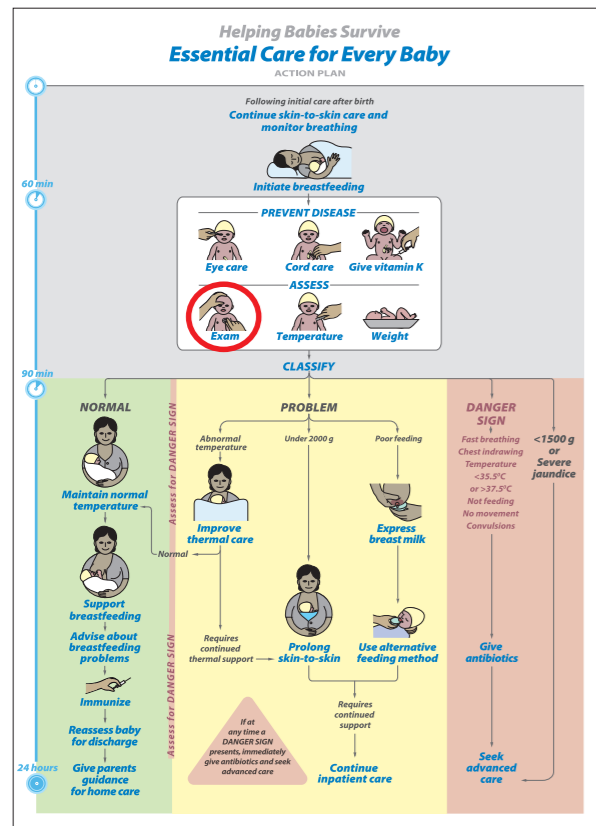 Helping Babies Survive
Essential Care for Every Baby
ACTION PLAN
Following initial care after birth
Continue skin-to-skin care and
monitor breathing
Initiate breastfeeding
60 min
PREVENT DISEASE
Eye care
Cord care
Give vitamin K
ASSESS
Exam
Temperature
Weight
CLASSIFY
90 min
NORMAL
Maintain normal
temperature
Support
breastfeeding
Advise about
breastfeeding
problems
Immunize
Reassess baby
for discharge
Give parents
guidance
for home care
24 hours
Assess for DANGER SIGN
Assess for DANGER SIGN
PROBLEM
Abnormal
temperature
Improve
thermal care
Normal
Requires
continued
thermal support
Under 2000 g
Prolong
skin-to-skin
Poor feeding
Express
breast milk
Use alternative
feeding method
Requires
continued
support
Continue
inpatient care
If at
any time a
DANGER SIGN
presents, immediately
give antibiotics and seek
advanced care
DANGER
SIGN
Fast breathing
Chest indrawing
Temperature
<35.5⁰C
or >37.5⁰C
Not feeding
No movement
Convulsions
Give
antibiotics
Seek
advanced
care
<1500 g
or
Severe
jaundice